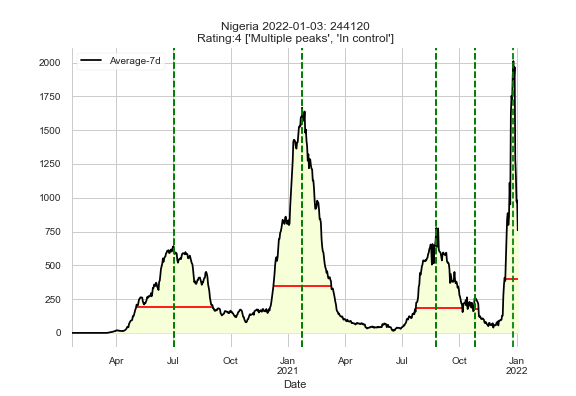 Nigeria 2022-01-03: 244120
Rating:4 ['Multiple peaks', 'In control']
Average-7d
2000
1750
1500
1250
1000
750
500
250
0
Apr
Jul
Oct
Jan
2021
Apr
Jul
Oct
Jan
2022
Date